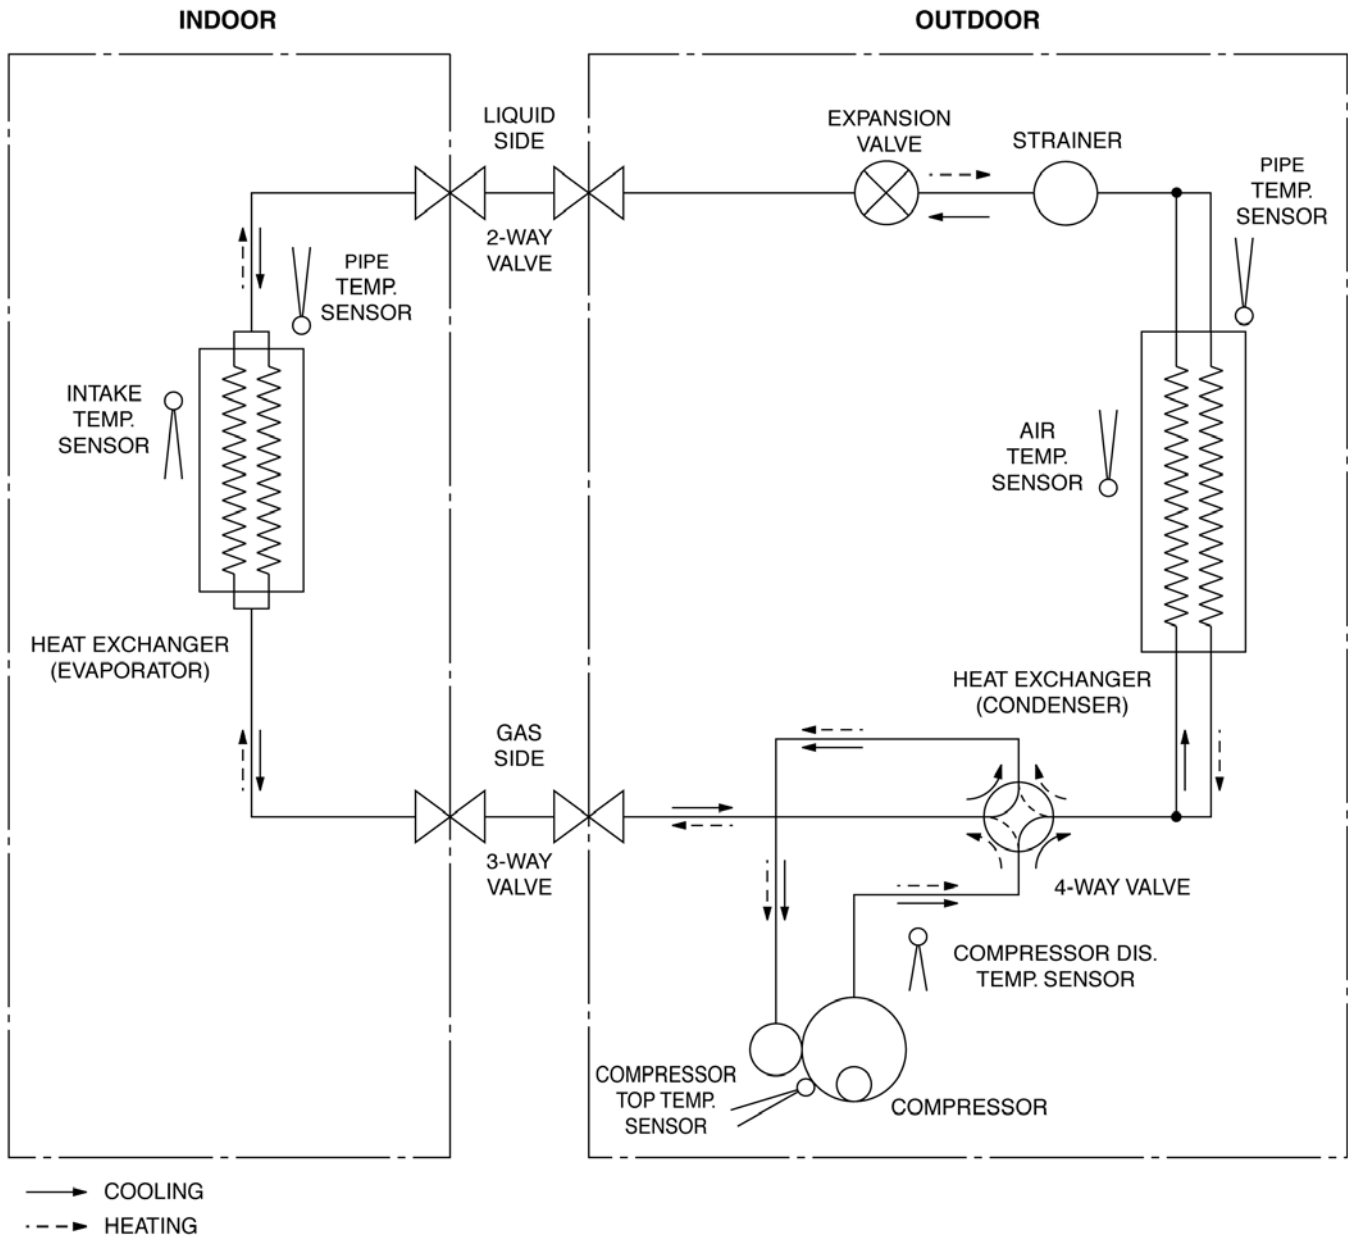 INDOOR
OUTDOOR
LIQUID
SIDE
2-WAY
VALVE
EXPANSION
VALVE
STRAINER
PIPE
TEMP.
SENSOR
PIPE
TEMP.
SENSOR
INTAKE
TEMP.
SENSOR
AIR
TEMP.
SENSOR
HEAT EXCHANGER
(EVAPORATOR)
HEAT EXCHANGER
(CONDENSER)
GAS
SIDE
3-WAY
VALVE
4-WAY VALVE
COMPRESSOR DIS.
TEMP. SENSOR
COMPRESSOR
TOP TEMP.
SENSOR
COMPRESSOR
COOLING
HEATING